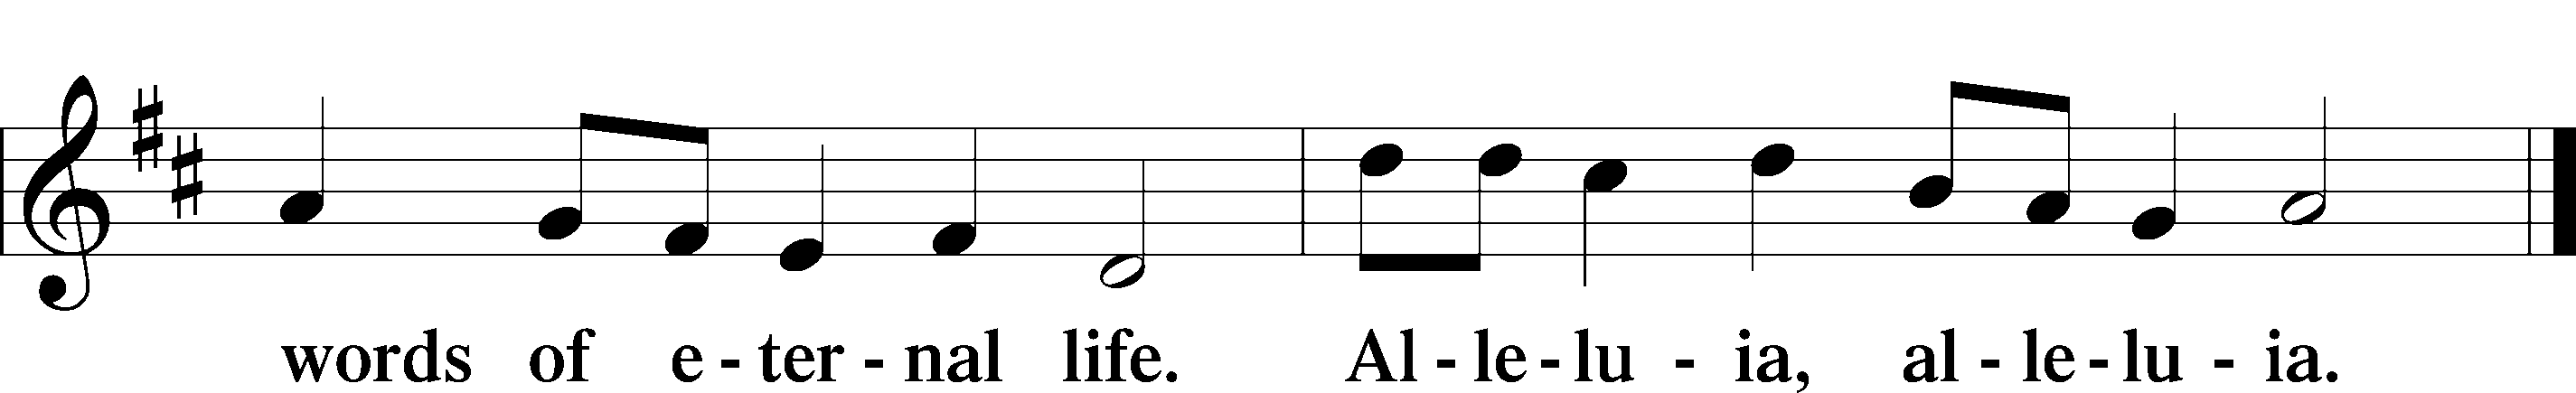 words of e - ter - nal life. Al - le - lu - ia, al - le - lu - ia.